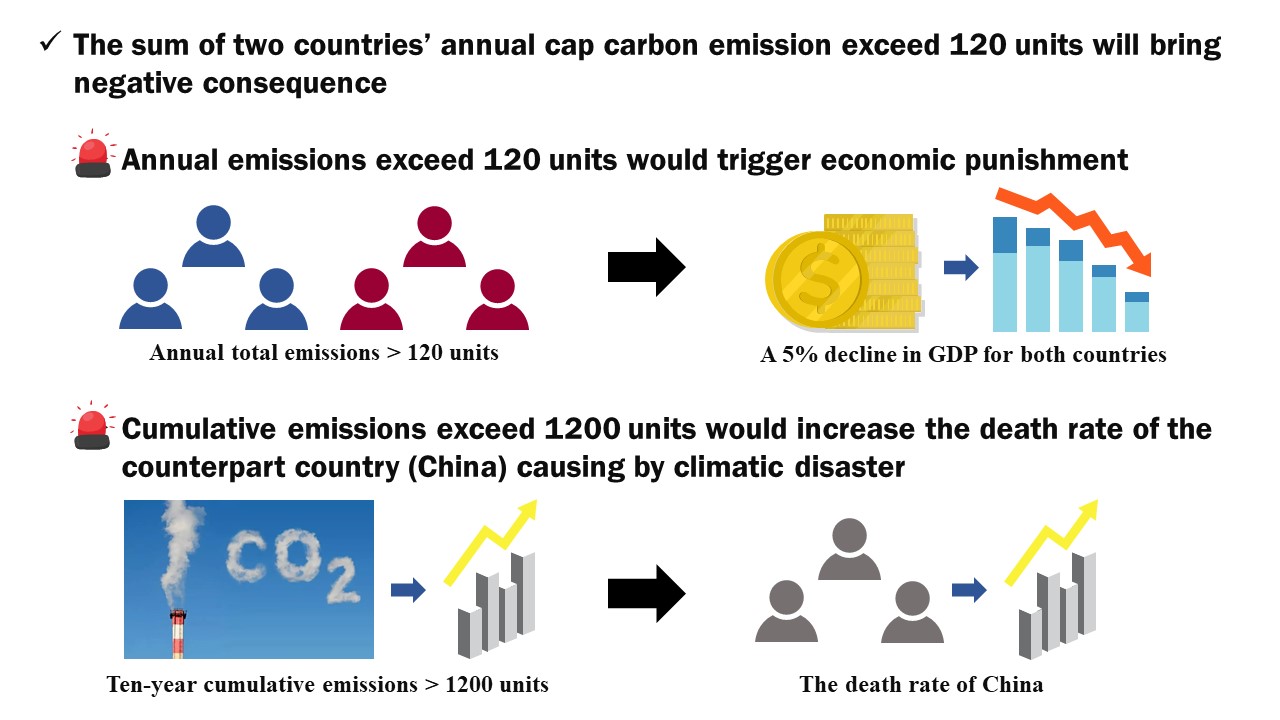 ✓ The sum of two countries’ annual cap carbon emission exceed 120 units will bring
negative consequence
Annual emissions exceed 120 units would trigger economic punishment
$
Annual total emissions > 120 units
A 5% decline in GDP for both countries
Cumulative emissions exceed 1200 units would increase the death rate of the
counterpart country (China) causing by climatic disaster
CO2
Ten-year cumulative emissions > 1200 units
The death rate of China